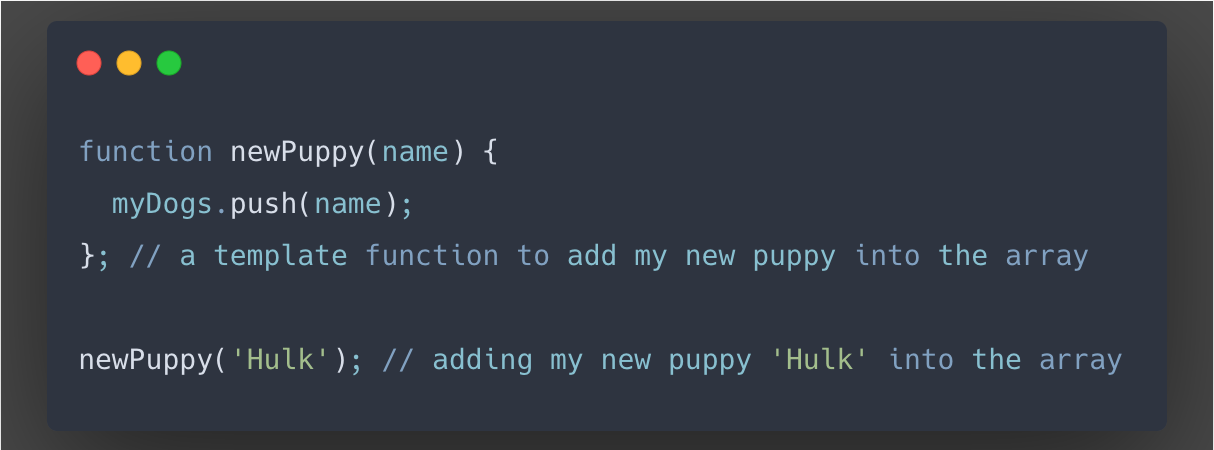 function newPuppy(name) {
  myDogs.push(name);
}; // a template function to add my new puppy into the array
newPuppy('Hulk'); // adding my new puppy 'Hulk' into the array